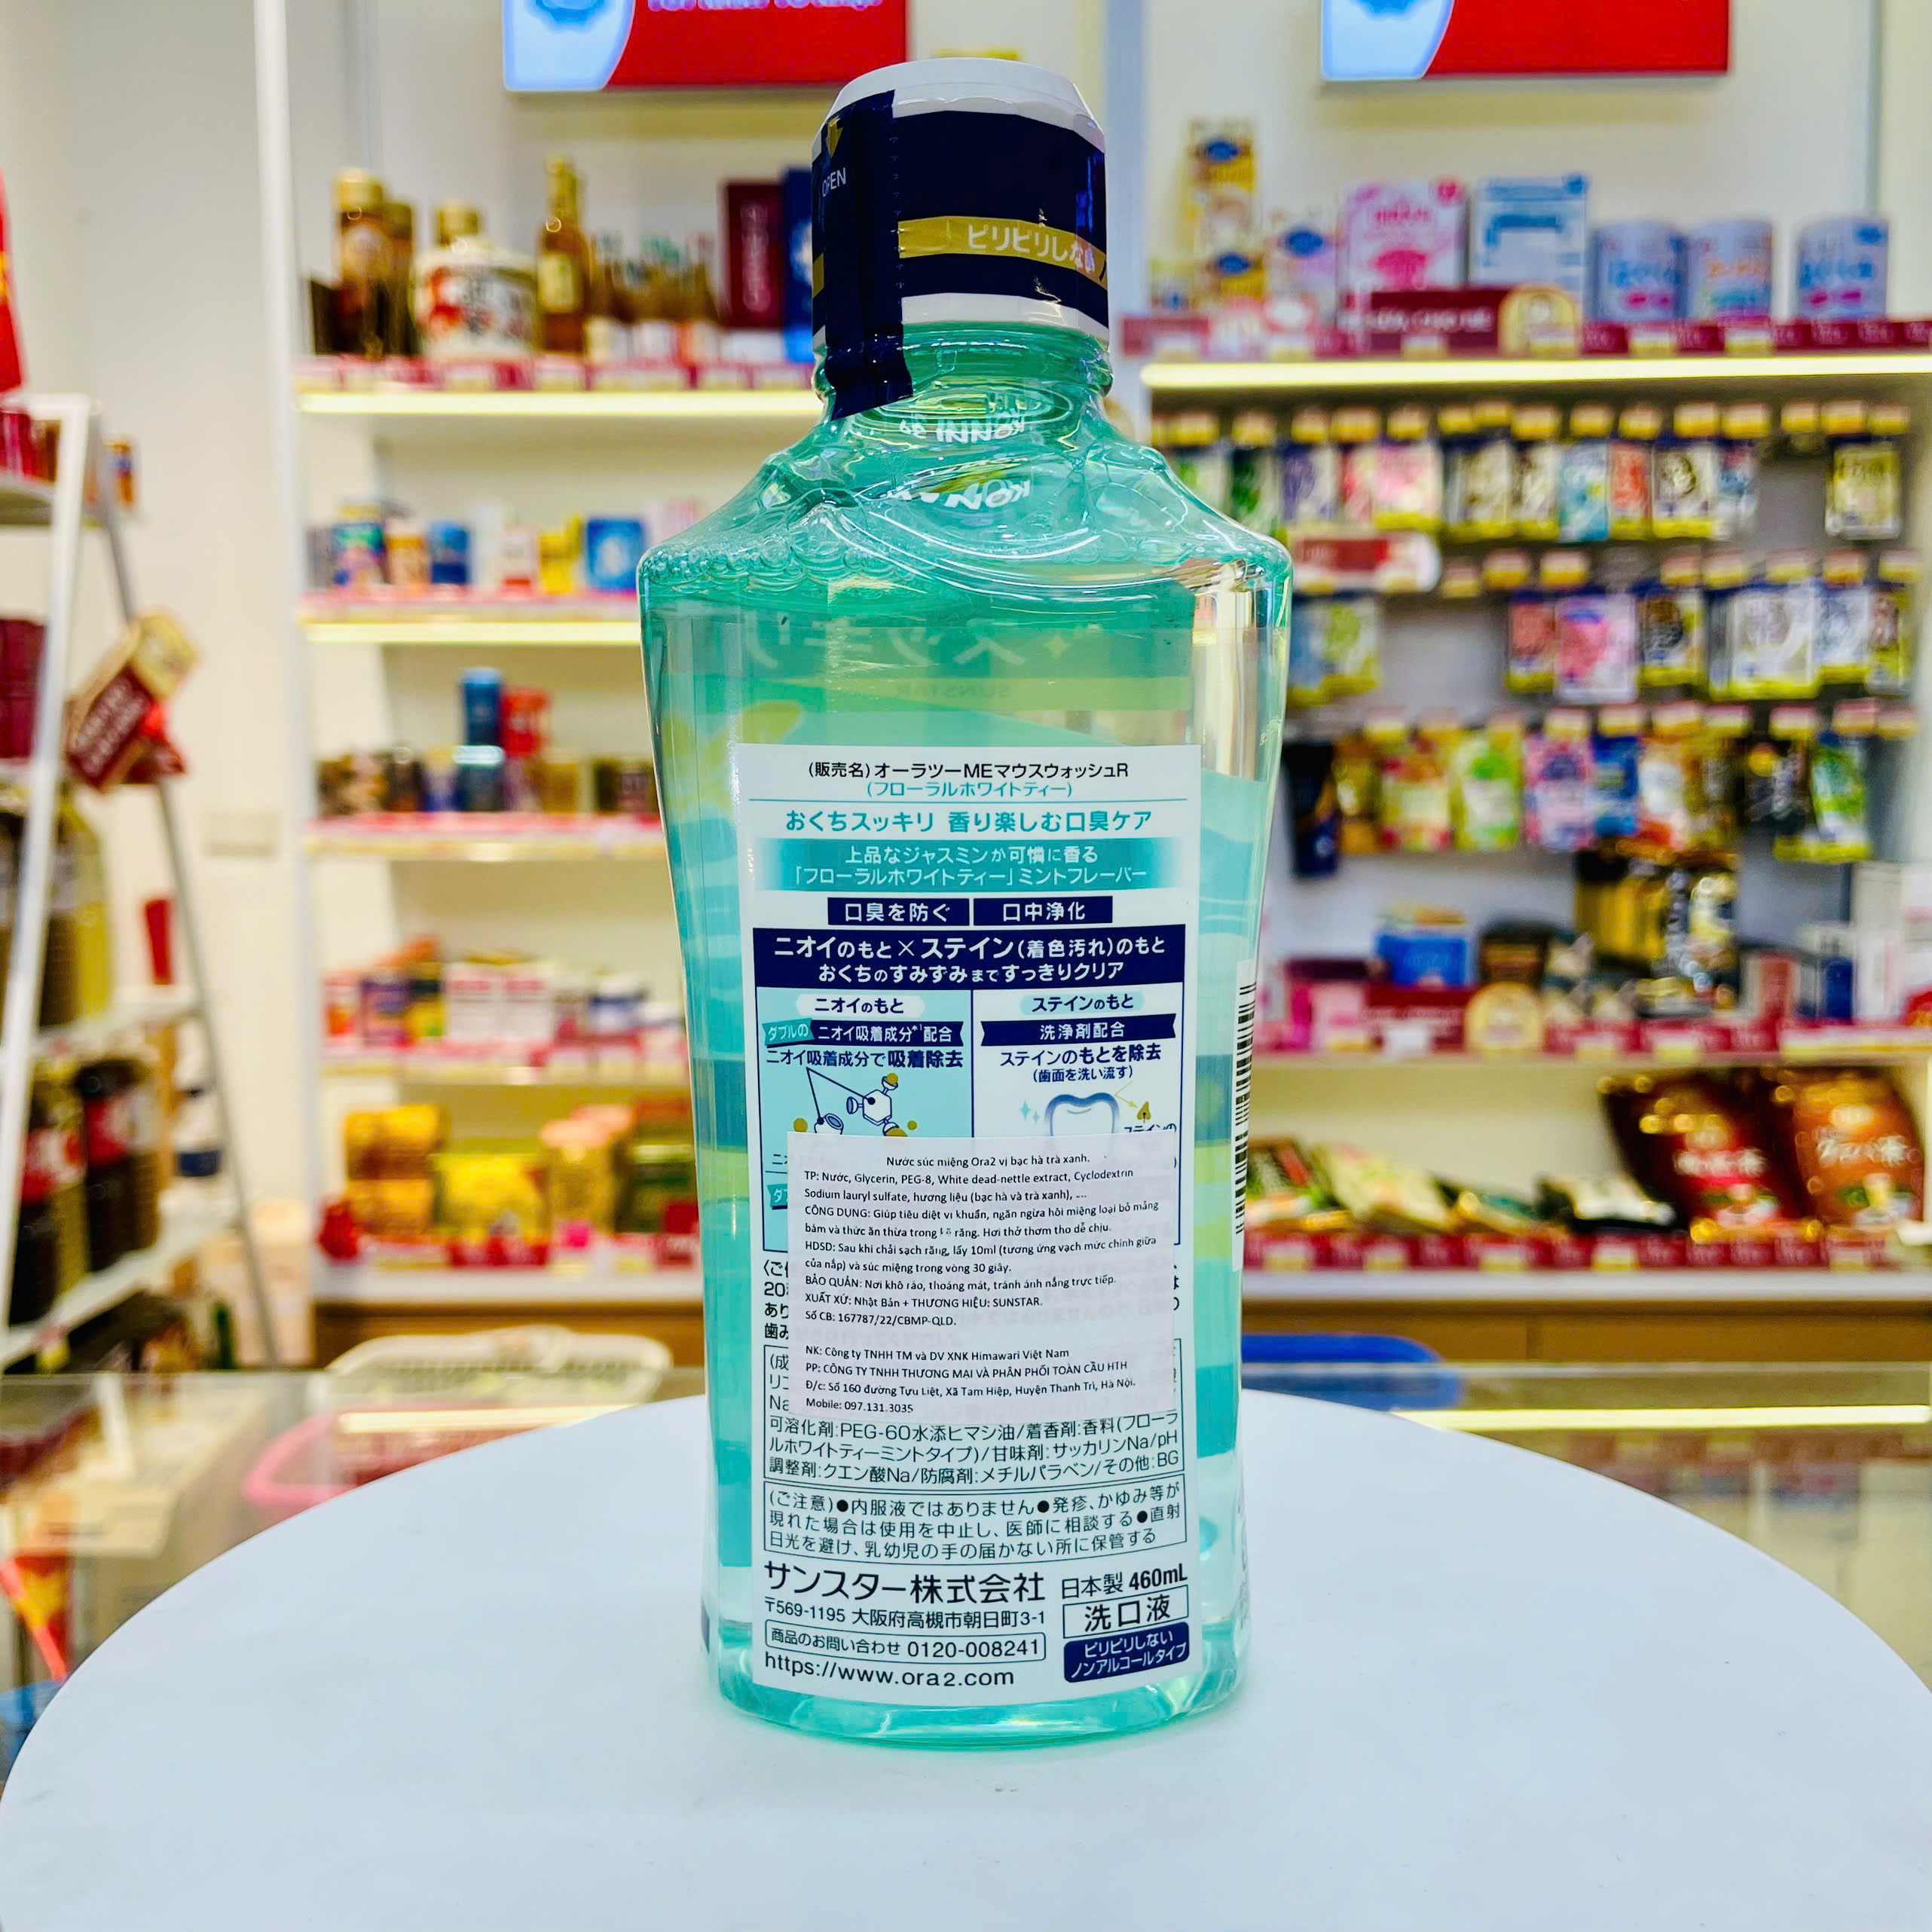 OPEN
ピリピリしない
SUNSTAR
(販売名)オーラツーMEマウスウォッシュR
(フローラルホワイトティー)
おくちスッキリ 香り楽しむ口臭ケア
上品なジャスミンが可憐に香る
「フローラルホワイトティー」ミントフレーバー
口臭を防ぐ 口中浄化
ニオイのもと×ステイン(着色汚れ)のもと
おくちのすみずみまですっきりクリア
ニオイのもと
ダブルの ニオイ吸着成分*1配合
ニオイ吸着成分で吸着除去
ステインのもと
洗浄剤配合
ステインのもとを除去
(歯面を洗い流す)
Nước súc miệng Ora2 vị bạc hà trà xanh.
TP: Nước, Glycerin, PEG-8, White dead-nettle extract, Cyclodextrin
Sodium lauryl sulfate, hương liệu (bạc hà và trà xanh), ...
CÔNG DỤNG: Giúp tiêu diệt vi khuẩn, ngăn ngừa hôi miệng loại bỏ mảng
bám và thức ăn thừa trong kẽ răng. Hơi thở thơm tho dễ chịu.
HDSD: Sau khi chải sạch răng, lấy 10ml (tương ứng vạch mức chỉnh giữa
của nắp) và súc miệng trong vòng 30 giây.
BẢO QUẢN: Nơi khô ráo, thoáng mát, tránh ánh nắng trực tiếp.
XUẤT XỨ: Nhật Bản + THƯƠNG HIỆU: SUNSTAR.
Số CB: 167787/22/CBMP-QLD.
NK: Công ty TNHH TM và DV XNK Himawari Việt Nam
PP: CÔNG TY TNHH THƯƠNG MẠI VÀ PHÂN PHỐI TOÀN CẦU HTH
Đ/c: Số 160 đường Tựu Liệt, Xã Tam Hiệp, Huyện Thanh Trì, Hà Nội.
Mobile: 097.131.3035
可溶化剤:PEG-60水添ヒマシ油/着香剤:香料(フローラ
ルホワイトティーミントタイプ)/甘味剤:サッカリンNa/pH
調整剤:クエン酸Na/防腐剤:メチルパラベン/その他:BG
(ご注意)●内服液ではありません●発疹、かゆみ等が
現れた場合は使用を中止し、医師に相談する●直射
日光を避け、乳幼児の手の届かない所に保管する
サンスター株式会社
〒569-1195 大阪府高槻市朝日町3-1
商品のお問い合わせ 0120-008241
https://www.ora2.com
日本製 460mL
洗口液
ピリピリしない
ノンアルコールタイプ